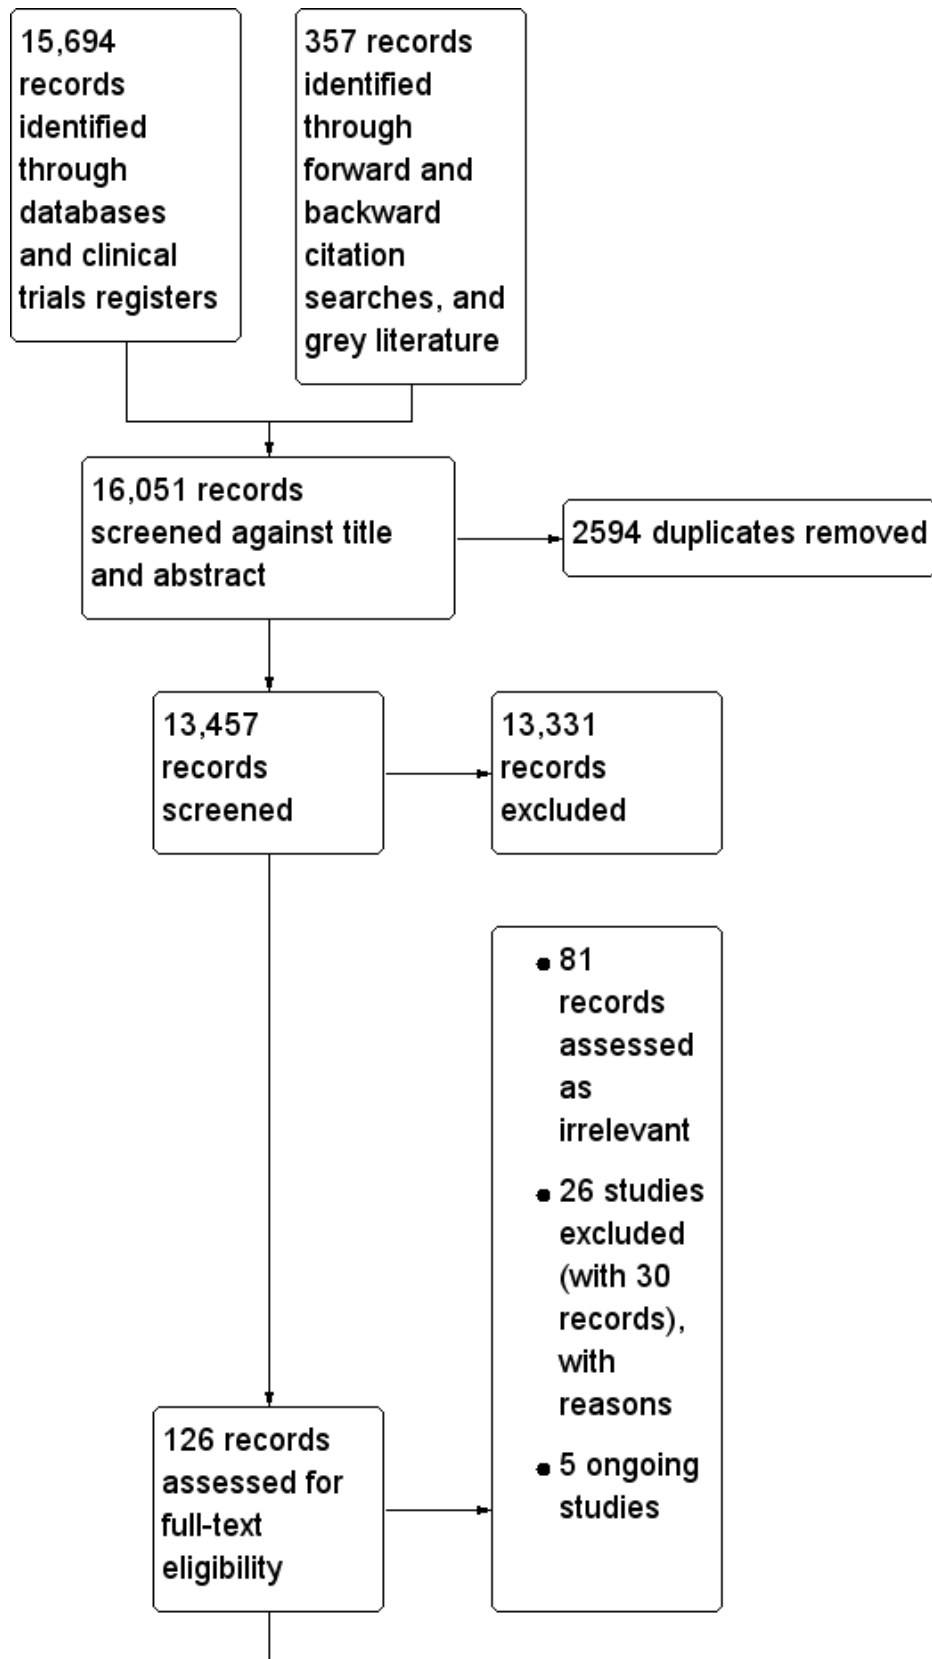 15,694
records
identified
through
databases
and clinical
trials registers
357 records
identified
through
forward and
backward
citation
searches, and
grey literature
16,051 records
screened against title
and abstract
2594 duplicates removed
13,457
records
screened
13,331
records
excluded
● 81
records
assessed
as
irrelevant
● 26 studies
excluded
(with 30
records),
with
reasons
● 5 ongoing
studies
126 records
assessed for
full-text
eligibility